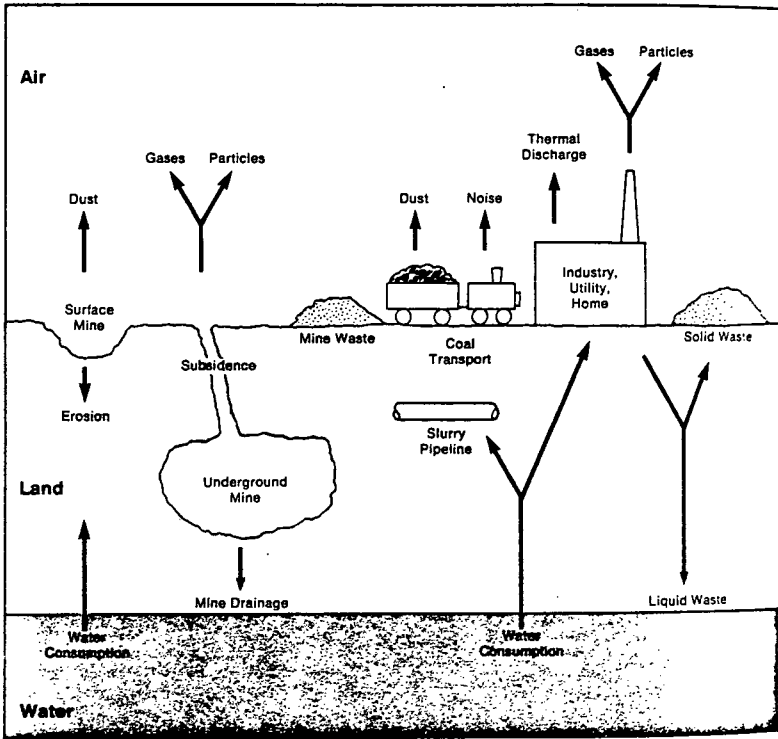 Gases Particles
Air
Thermal
Discharge
Gases Particles
Dust
Dust
Noise
Surface
Mine
Industry,
Utility,
Home
Mine Waste
Coal
Transport
Solid Waste
Subsidence
Erosion
Slurry
Pipeline
Land
Underground
Mine
Mine Drainage
Liquid Waste
Water
Consumption
Water
Consumption
Water